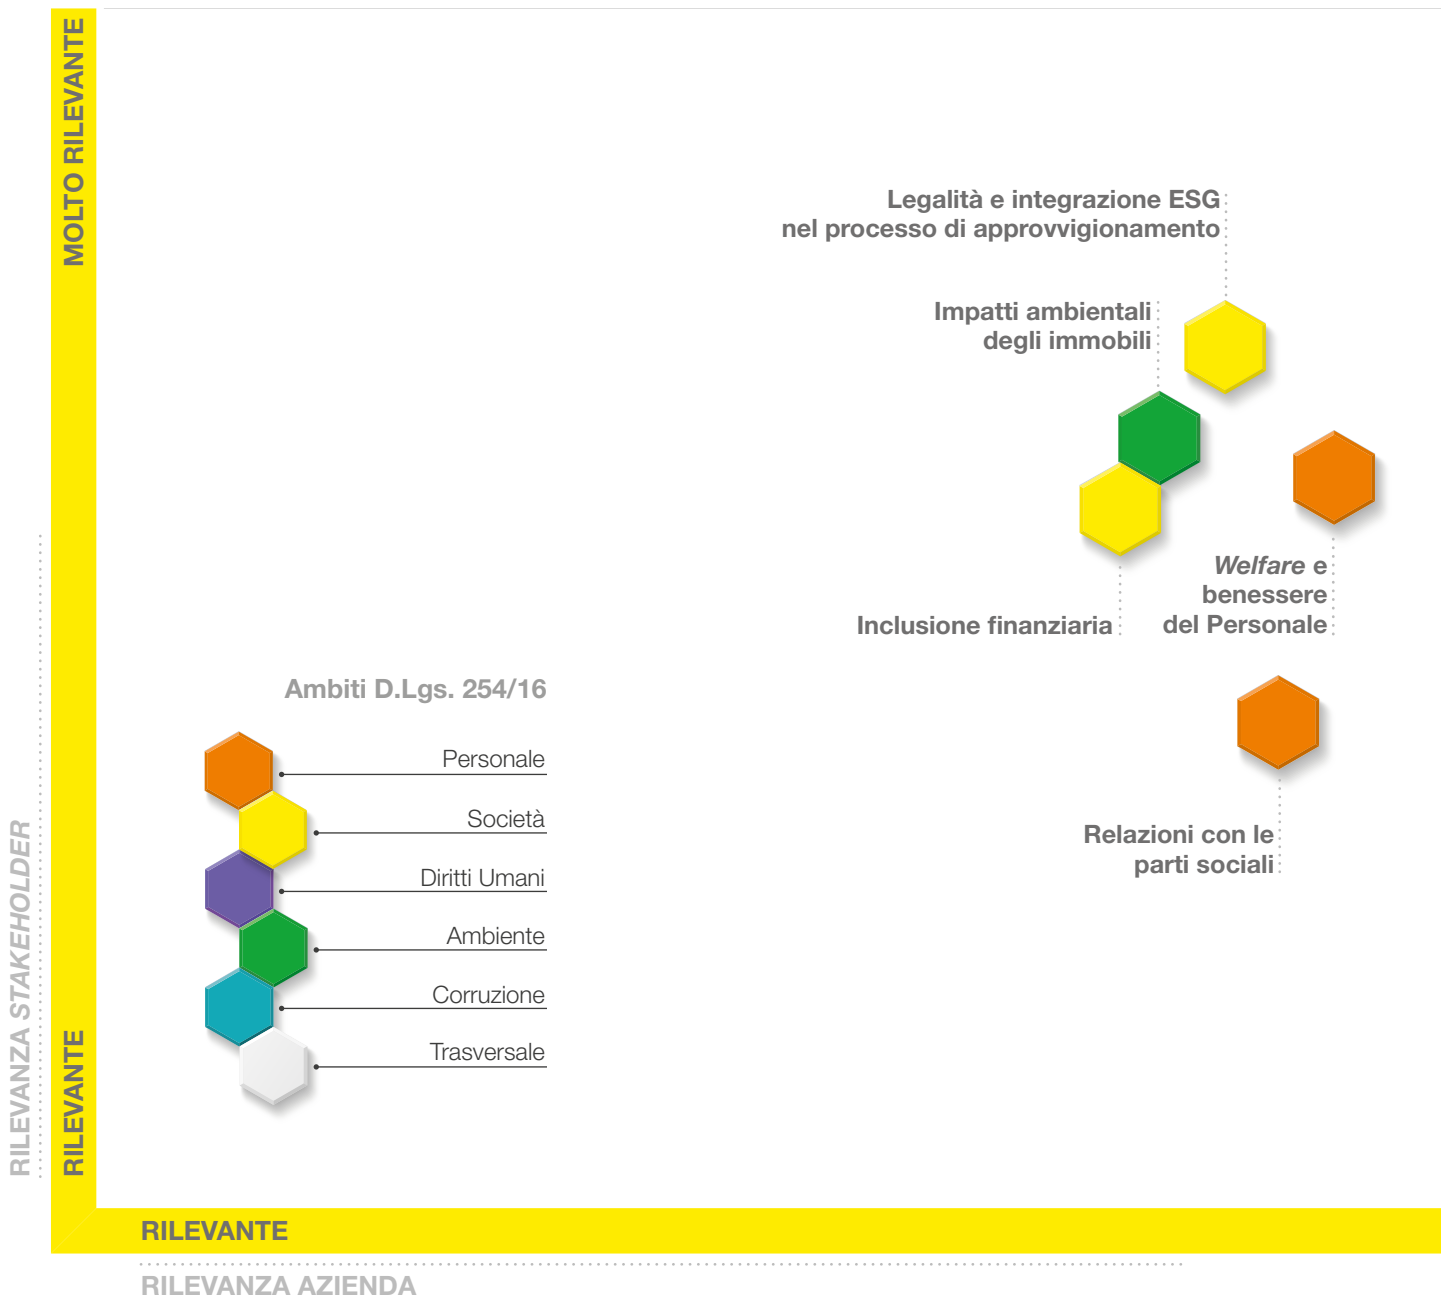 MOLTO RILEVANTE
Legalità e integrazione ESG
nel processo di approvvigionamento
Impatti ambientali
degli immobili
Welfare e
benessere
del Personale
Inclusione finanziaria
Relazioni con le
parti sociali
Ambiti D.Lgs. 254/16
Personale
Società
Diritti Umani
Ambiente
Corruzione
Trasversale
RILEVANZA STAKEHOLDER
RILEVANTE
RILEVANTE
RILEVANZA AZIENDA